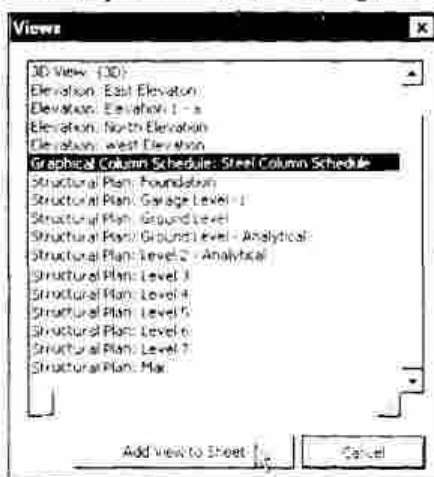 Views
3D View: {3D}
Elevation: East Elevation
Elevation: Elevation 1 - a
Elevation: North Elevation
Elevation: West Elevation
Graphical Column Schedule: Steel Column Schedule
Structural Plan: Foundation
Structural Plan: Garage Level -1
Structural Plan: Ground Level
Structural Plan: Ground Level - Analytical
Structural Plan: Level 2 - Analytical
Structural Plan: Level 3
Structural Plan: Level 4
Structural Plan: Level 5
Structural Plan: Level 6
Structural Plan: Level 7
Structural Plan:
Add View to Sheet
Cancel